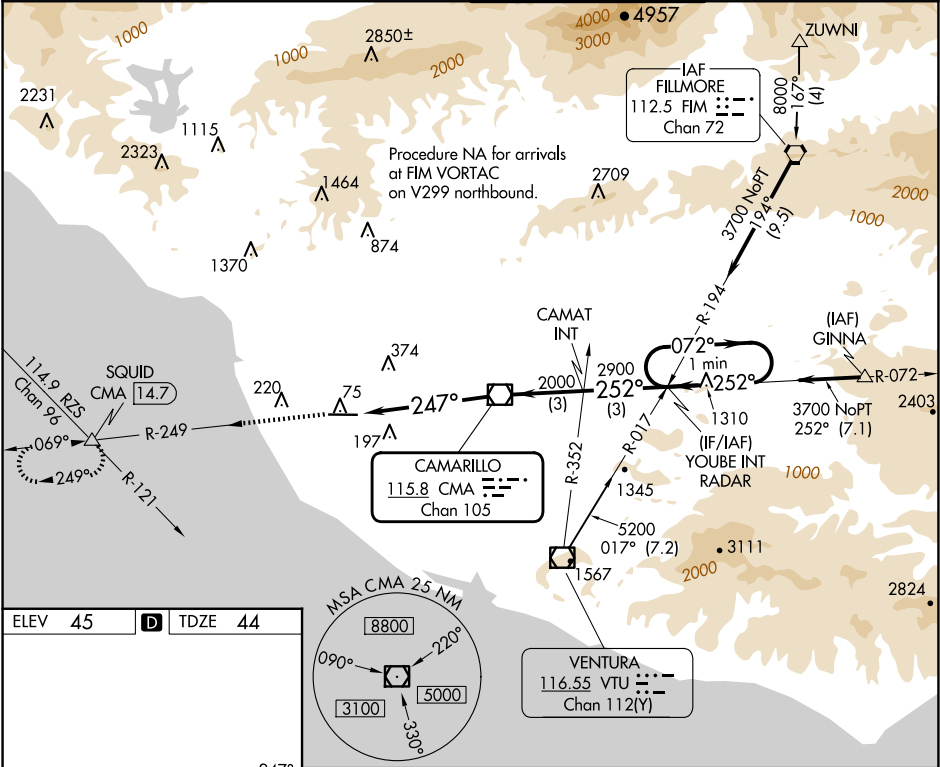 1000
1000
2850±
2000
4000
3000
4957
ZUWNI
8000
167°
(4)
IAF
FILLMORE
112.5 FIM
Chan 72
2231
2323
1115
1464
Procedure NA for arrivals
at FIM VORTAC
on V299 northbound.
2709
2000
1000
3700 NoPT
194°
(9.5)
874
1370
R-194
CAMAT
INT
(IAF)
GINNA
072°
1 min
374
2900
2000
(3)
252°
(3)
252°
R-072
114.9 RZS
Chan 96
SQUID
CMA 14.7
220
75
247°
3700 NoPT
252° (7.1)
2403
1310
197
R-249
069°
249°
R-121
R-017
R-352
(IF/IAF)
YOUBE INT
RADAR
1000
CAMARILLO
115.8 CMA
Chan 105
1345
5200
017° (7.2)
3111
2000
1567
2824
MSA CMA 25 NM
8800
220°
090°
3100
5000
330°
VENTURA
116.55 VTU
Chan 112(Y)
ELEV 45 D TDZE 44